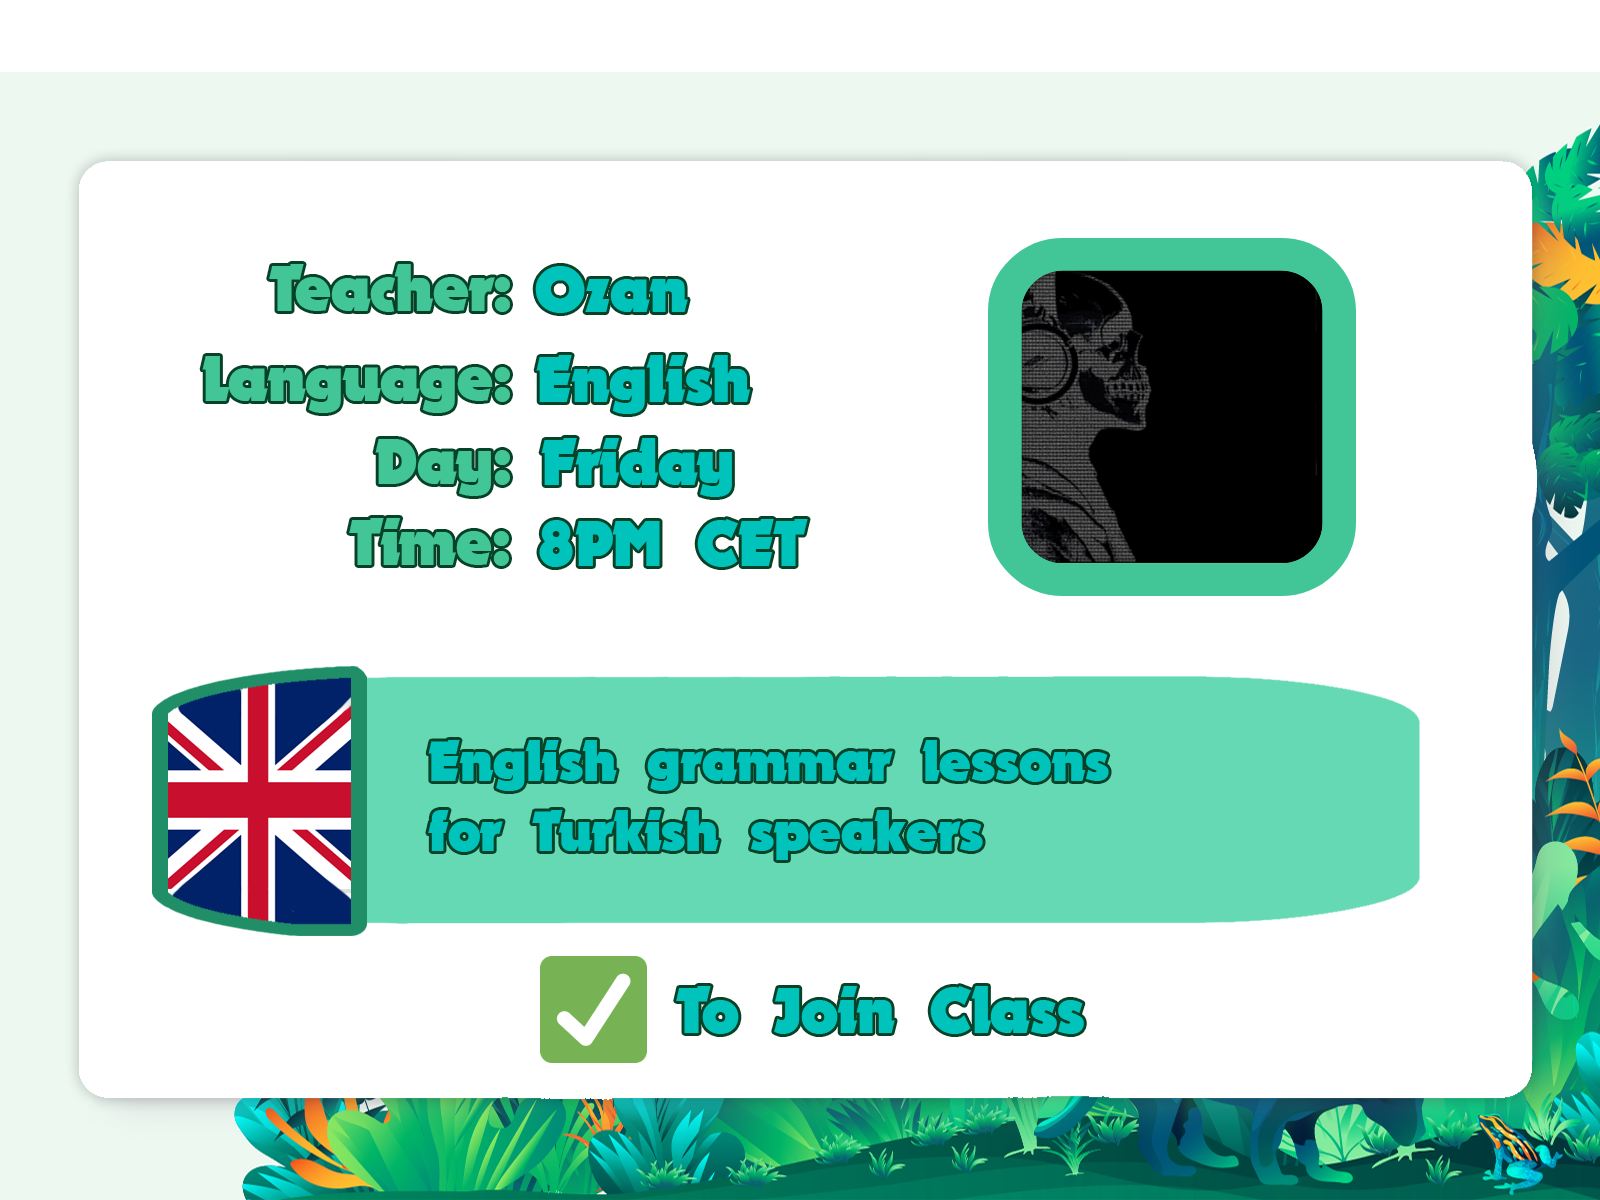 Teacher: Ozan
Language: English
Day: Friday
Time: 8PM CET
English grammar lessons
for Turkish speakers
To Join Class